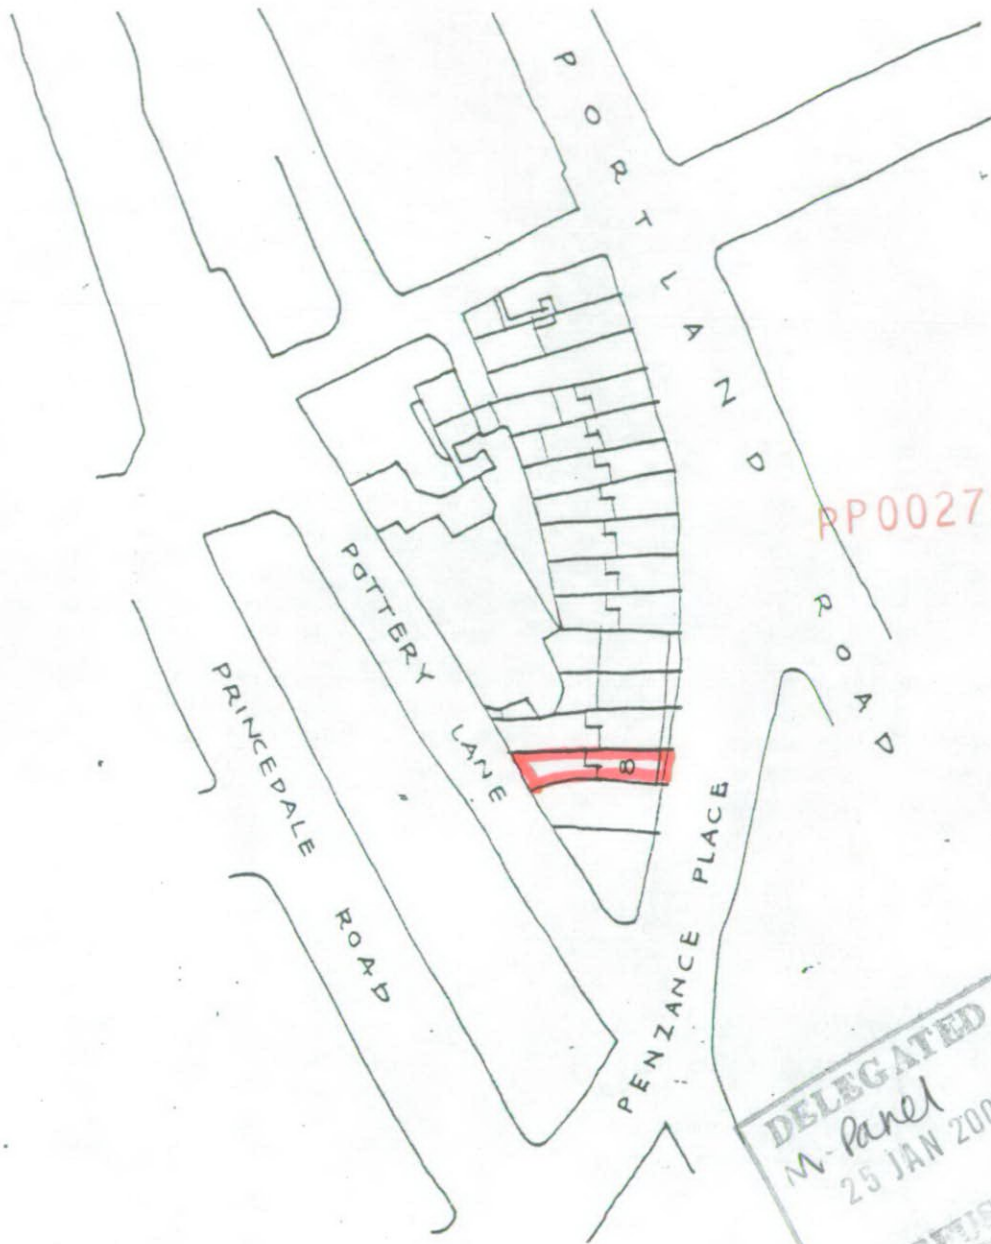 PORTLAND ROAD
PP0027
POTTERY LANE
PRINCEDALE ROAD
8
PENZANCE PLACE
DELEGATED
Panel
25 JAN 200